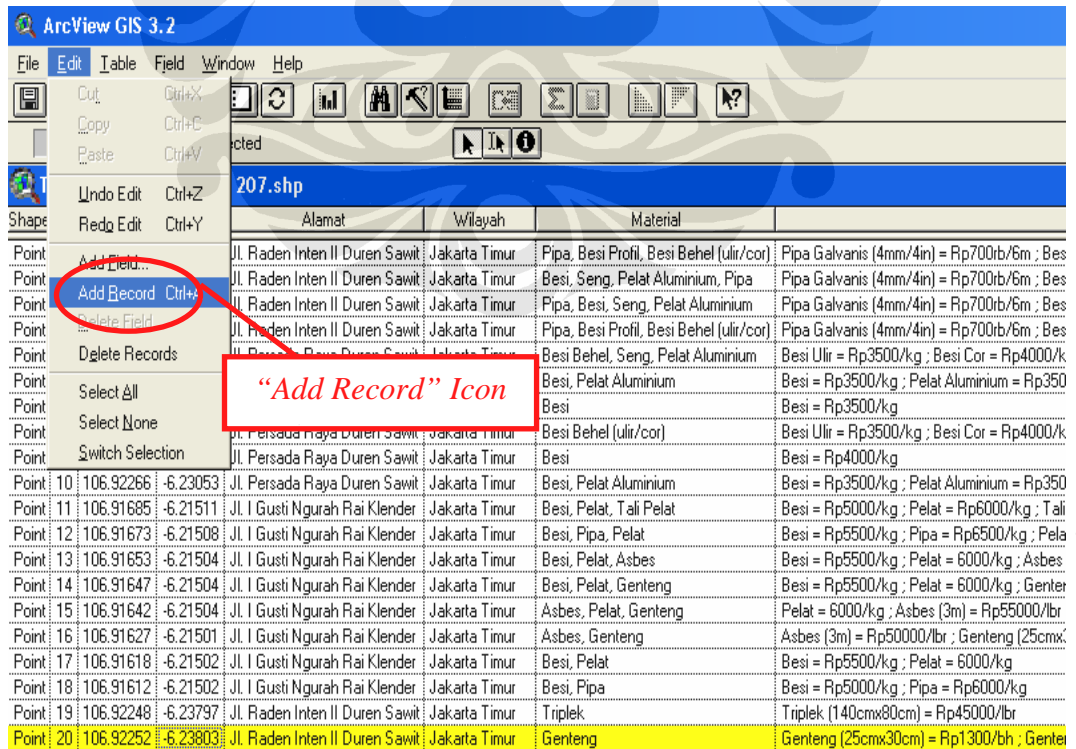 ArcView GIS 3.2
File Edit Table Field Window Help
Cut Ctrl+X
Copy Ctrl+C
Paste Ctrl+V
Undo Edit Ctrl+Z
Redo Edit Ctrl+Y
Add Field...
Add Record Ctrl+A
Delete Field
Delete Records
Select All
Select None
Switch Selection
“Add Record” Icon
207.shp
Shape Alamat Wilayah Material
Point Jl. Raden Inten II Duren Sawit Jakarta Timur Pipa, Besi Profil, Besi Behel (ulir/cor) Pipa Galvanis (4mm/4in) = Rp700rb/6m ; Bes
Point Jl. Raden Inten II Duren Sawit Jakarta Timur Besi, Seng, Pelat Aluminium, Pipa Pipa Galvanis (4mm/4in) = Rp700rb/6m ; Bes
Point Jl. Raden Inten II Duren Sawit Jakarta Timur Pipa, Besi, Seng, Pelat Aluminium Pipa Galvanis (4mm/4in) = Rp700rb/6m ; Bes
Point Jl. Raden Inten II Duren Sawit Jakarta Timur Pipa, Besi Profil, Besi Behel (ulir/cor) Pipa Galvanis (4mm/4in) = Rp700rb/6m ; Bes
Point Jl. Persada Raya Duren Sawit Jakarta Timur Besi Behel, Seng, Pelat Aluminium Besi Ulir = Rp3500/kg ; Besi Cor = Rp4000/k
Point Besi, Pelat Aluminium Besi = Rp3500/kg ; Pelat Aluminium = Rp350
Point Besi Besi = Rp3500/kg
Point Jl. Persada Raya Duren Sawit Jakarta Timur Besi Behel (ulir/cor) Besi Ulir = Rp3500/kg ; Besi Cor = Rp4000/k
Point Jl. Persada Raya Duren Sawit Jakarta Timur Besi Besi = Rp4000/kg
Point 10 106.92266 -6.23053 Jl. Persada Raya Duren Sawit Jakarta Timur Besi, Pelat Aluminium Besi = Rp3500/kg ; Pelat Aluminium = Rp350
Point 11 106.91685 -6.21511 Jl. I Gusti Ngurah Rai Klender Jakarta Timur Besi, Pelat, Tali Pelat Besi = Rp5000/kg ; Pelat = Rp6000/kg ; Tali
Point 12 106.91673 -6.21508 Jl. I Gusti Ngurah Rai Klender Jakarta Timur Besi, Pipa, Pelat Besi = Rp5500/kg ; Pipa = Rp6500/kg ; Pela
Point 13 106.91653 -6.21504 Jl. I Gusti Ngurah Rai Klender Jakarta Timur Besi, Pelat, Asbes Besi = Rp5500/kg ; Pelat = 6000/kg ; Asbes
Point 14 106.91647 -6.21504 Jl. I Gusti Ngurah Rai Klender Jakarta Timur Besi, Pelat, Genteng Besi = Rp5500/kg ; Pelat = 6000/kg ; Genter
Point 15 106.91642 -6.21504 Jl. I Gusti Ngurah Rai Klender Jakarta Timur Asbes, Pelat, Genteng Pelat = 6000/kg ; Asbes (3m) = Rp55000/lbr
Point 16 106.91627 -6.21501 Jl. I Gusti Ngurah Rai Klender Jakarta Timur Asbes, Genteng Asbes (3m) = Rp50000/lbr ; Genteng (25cmx
Point 17 106.91618 -6.21502 Jl. I Gusti Ngurah Rai Klender Jakarta Timur Besi, Pelat Besi = Rp5500/kg ; Pelat = 6000/kg
Point 18 106.91612 -6.21502 Jl. I Gusti Ngurah Rai Klender Jakarta Timur Besi, Pipa Besi = Rp5000/kg ; Pipa = Rp6000/kg
Point 19 106.92248 -6.23797 Jl. Raden Inten II Duren Sawit Jakarta Timur Triplek Triplek (140cmx80cm) = Rp45000/lbr
Point 20 106.92252 -6.23803 Jl. Raden Inten II Duren Sawit Jakarta Timur Genteng Genteng (25cmx30cm) = Rp1300/bh ; Genter